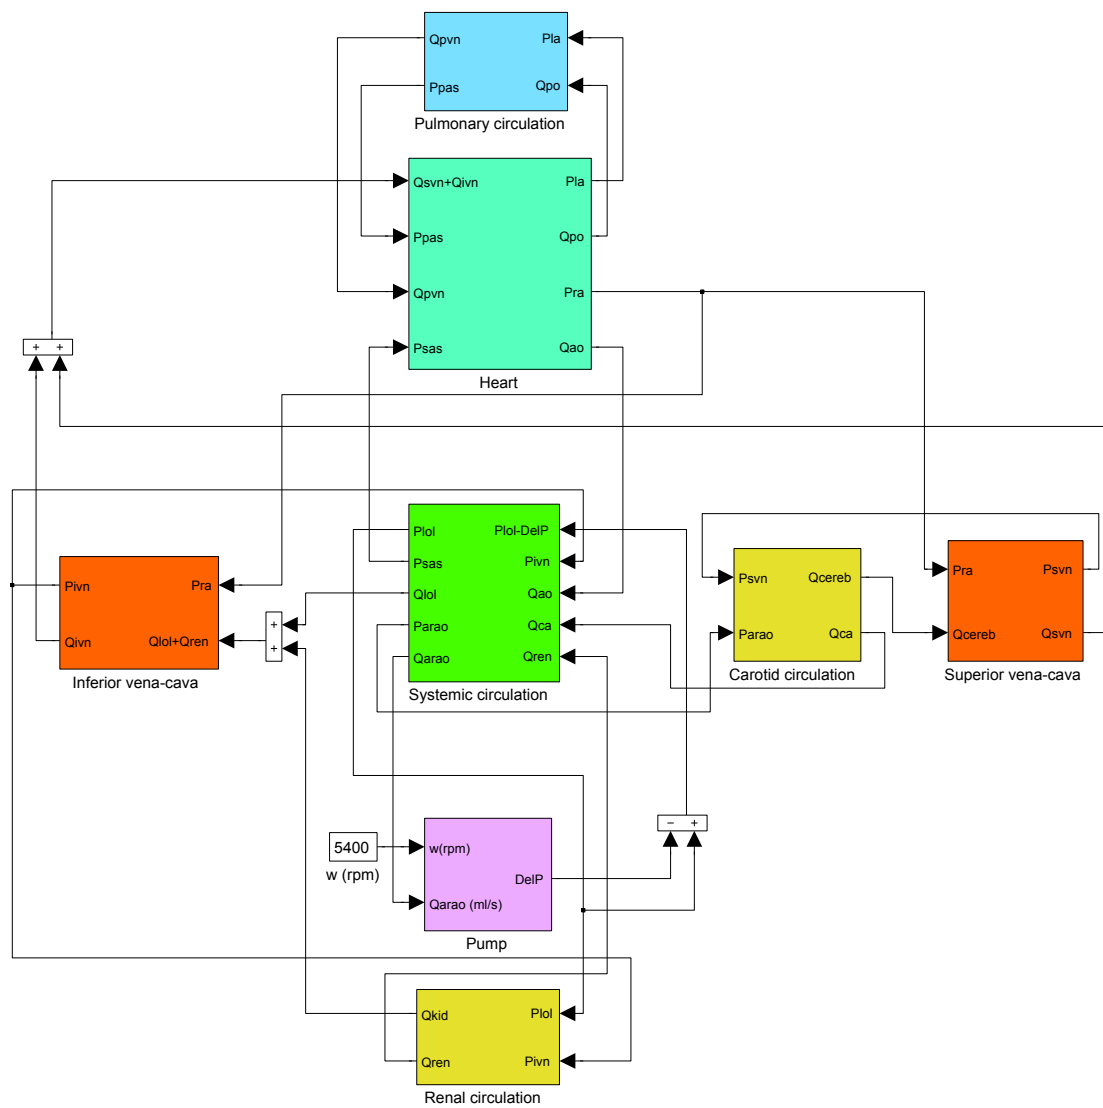 Qpvn Pla
Ppas Qpo
Pulmonary circulation
Qsvn+Qivn Pla
Ppas Qpo
Qpvn Pra
Psas Qao
Heart
+ +
Plol Plol-DelP
Psas Pivn
Qlol Qao
Parao Qca
Qarao Qren
Systemic circulation
Pivn Pra
Qivn Qlol+Qren
Inferior vena-cava
+
+
Psvn Qcereb
Parao Qca
Carotid circulation
Pra Psvn
Qcereb Qsvn
Superior vena-cava
− +
5400
w (rpm)
w(rpm)
DelP
Qarao (ml/s)
Pump
Qkid Plol
Qren Pivn
Renal circulation